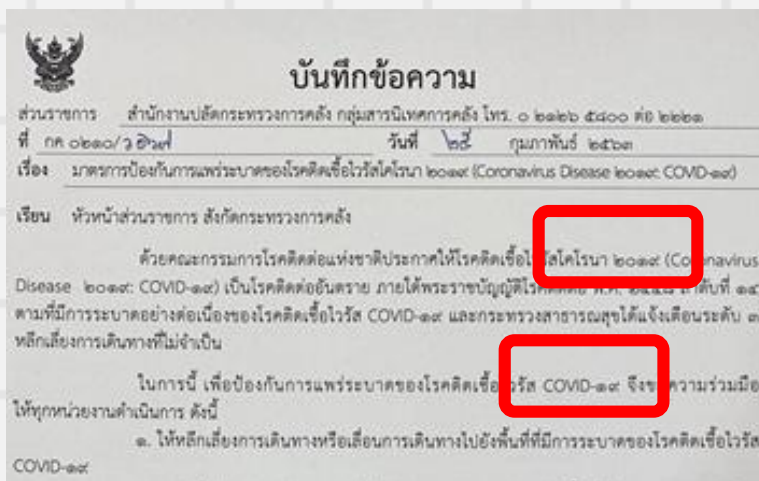 บันทึกข้อความ
ส่วนราชการ สำนักงานปลัดกระทรวงการคลัง กลุ่มสารนิเทศการคลัง โทร. ๐ ๒๑๒๖ ๕๘๐๐ ต่อ ๒๒๒๑
ที่ กค ๐๒๑๐/ วันที่ ๒๕ กุมภาพันธ์ ๒๕๖๓
เรื่อง มาตรการป้องกันการแพร่ระบาดของโรคติดเชื้อไวรัสโคโรนา ๒๐๑๙ (Coronavirus Disease ๒๐๑๙: COVID-๑๙)
เรียน หัวหน้าส่วนราชการ สังกัดกระทรวงการคลัง
ด้วยคณะกรรมการโรคติดต่อแห่งชาติประกาศให้โรคติดเชื้อไวรัสโคโรนา ๒๐๑๙ (Coronavirus
Disease ๒๐๑๙: COVID-๑๙) เป็นโรคติดต่ออันตราย ภายใต้พระราชบัญญัติโรคติดต่อ พ.ศ. ๒๕๕๘ ลำดับที่ ๑๔
ตามที่มีการระบาดอย่างต่อเนื่องของโรคติดเชื้อไวรัส COVID-๑๙ และกระทรวงสาธารณสุขได้แจ้งเตือนระดับ ๓
หลีกเลี่ยงการเดินทางที่ไม่จำเป็น
ในการนี้ เพื่อป้องกันการแพร่ระบาดของโรคติดเชื้อไวรัส COVID-๑๙ จึงขอความร่วมมือ
ให้ทุกหน่วยงานดำเนินการ ดังนี้
๑. ให้หลีกเลี่ยงการเดินทางหรือเลื่อนการเดินทางไปยังพื้นที่ที่มีการระบาดของโรคติดเชื้อไวรัส
COVID-๑๙